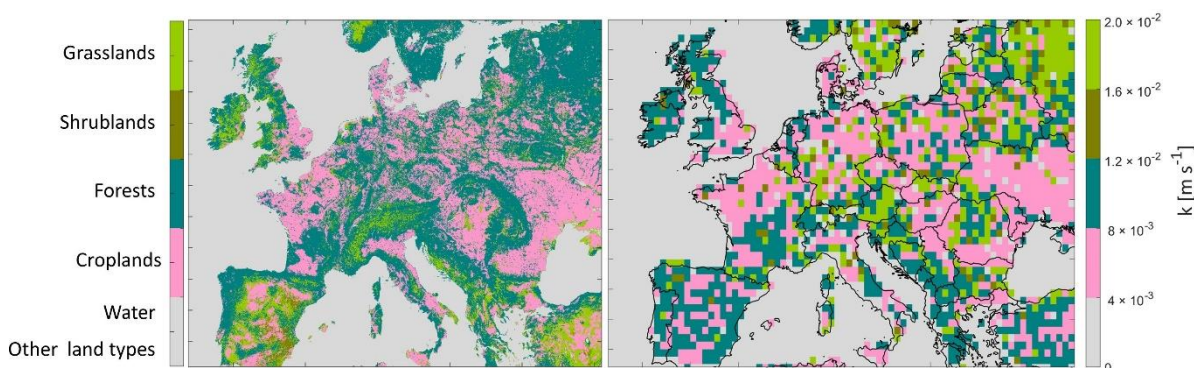 Grasslands
Shrublands
Forests
Croplands
Water
Other land types
2.0 × 10⁻²
1.6 × 10⁻²
1.2 × 10⁻²
8 × 10⁻³
4 × 10⁻³
0
k [m s⁻¹]